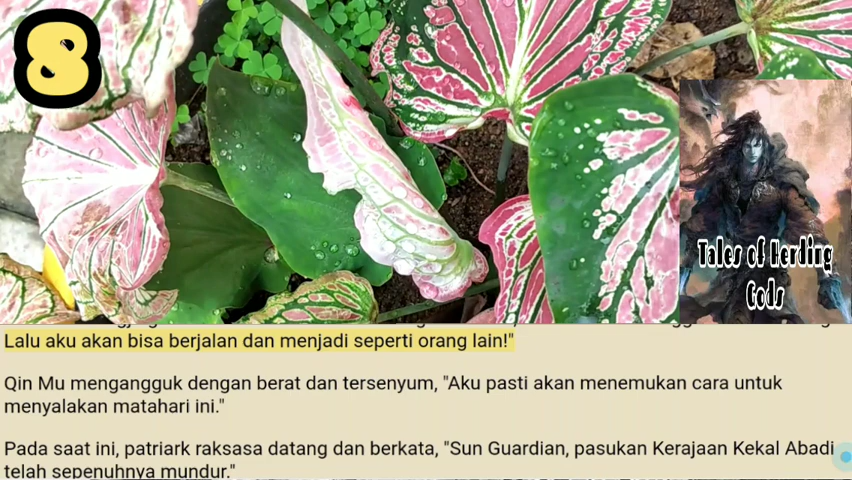 8
Tales of Herding
Gods
Lalu aku akan bisa berjalan dan menjadi seperti orang lain!"
Qin Mu mengangguk dengan berat dan tersenyum, "Aku pasti akan menemukan cara untuk
menyalakan matahari ini."
Pada saat ini, patriark raksasa datang dan berkata, "Sun Guardian, pasukan Kerajaan Kekal Abadi
telah sepenuhnya mundur."